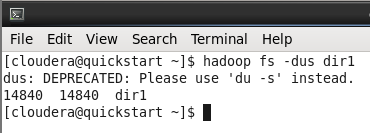 File Edit View Search Terminal Help
[cloudera@quickstart ~]$ hadoop fs -dus dir1
dus: DEPRECATED: Please use 'du -s' instead.
14840  14840  dir1
[cloudera@quickstart ~]$